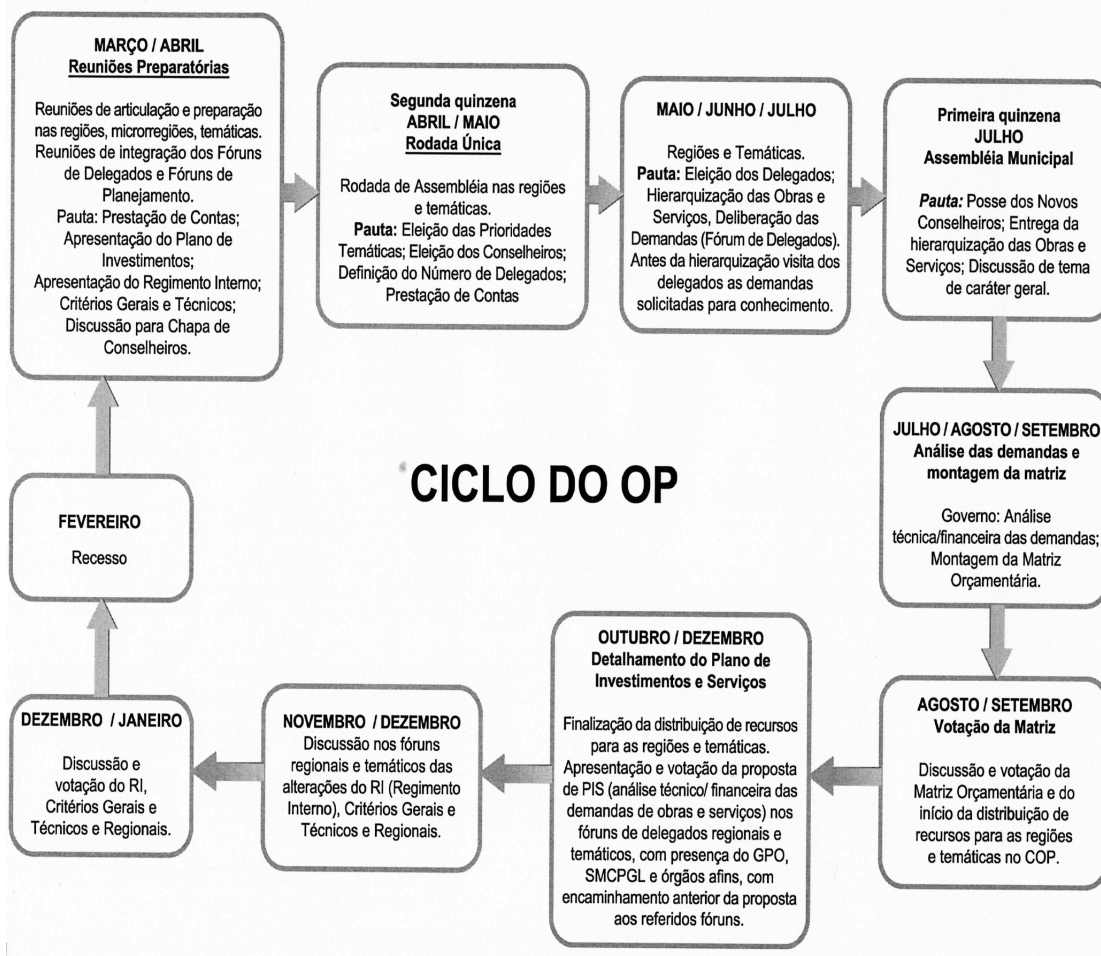 MARÇO / ABRIL
Reuniões Preparatórias
Reuniões de articulação e preparação
nas regiões, microrregiões, temáticas.
Reuniões de integração dos Fóruns
de Delegados e Fóruns de
Planejamento.
Pauta: Prestação de Contas;
Apresentação do Plano de
Investimentos;
Apresentação do Regimento Interno;
Critérios Gerais e Técnicos;
Discussão para Chapa de
Conselheiros.
Segunda quinzena
ABRIL / MAIO
Rodada Única
Rodada de Assembléia nas regiões
e temáticas.
Pauta: Eleição das Prioridades
Temáticas; Eleição dos Conselheiros;
Definição do Número de Delegados;
Prestação de Contas
MAIO / JUNHO / JULHO
Regiões e Temáticas.
Pauta: Eleição dos Delegados;
Hierarquização das Obras e
Serviços, Deliberação das
Demandas (Fórum de Delegados).
Antes da hierarquização visita dos
delegados as demandas
solicitadas para conhecimento.
Primeira quinzena
JULHO
Assembléia Municipal
Pauta: Posse dos Novos
Conselheiros; Entrega da
hierarquização das Obras e
Serviços; Discussão de tema
de caráter geral.
JULHO / AGOSTO / SETEMBRO
Análise das demandas e
montagem da matriz
Governo: Análise
técnica/financeira das demandas;
Montagem da Matriz
Orçamentária.
AGOSTO / SETEMBRO
Votação da Matriz
Discussão e votação da
Matriz Orçamentária e do
início da distribuição de
recursos para as regiões
e temáticas no COP.
OUTUBRO / DEZEMBRO
Detalhamento do Plano de
Investimentos e Serviços
Finalização da distribuição de recursos
para as regiões e temáticas.
Apresentação e votação da proposta
de PIS (análise técnico/ financeira das
demandas de obras e serviços) nos
fóruns de delegados regionais e
temáticos, com presença do GPO,
SMCPGL e órgãos afins, com
encaminhamento anterior da proposta
aos referidos fóruns.
NOVEMBRO / DEZEMBRO
Discussão nos fóruns
regionais e temáticos das
alterações do RI (Regimento
Interno), Critérios Gerais e
Técnicos e Regionais.
DEZEMBRO / JANEIRO
Discussão e
votação do RI,
Critérios Gerais e
Técnicos e Regionais.
FEVEREIRO
Recesso
CICLO DO OP